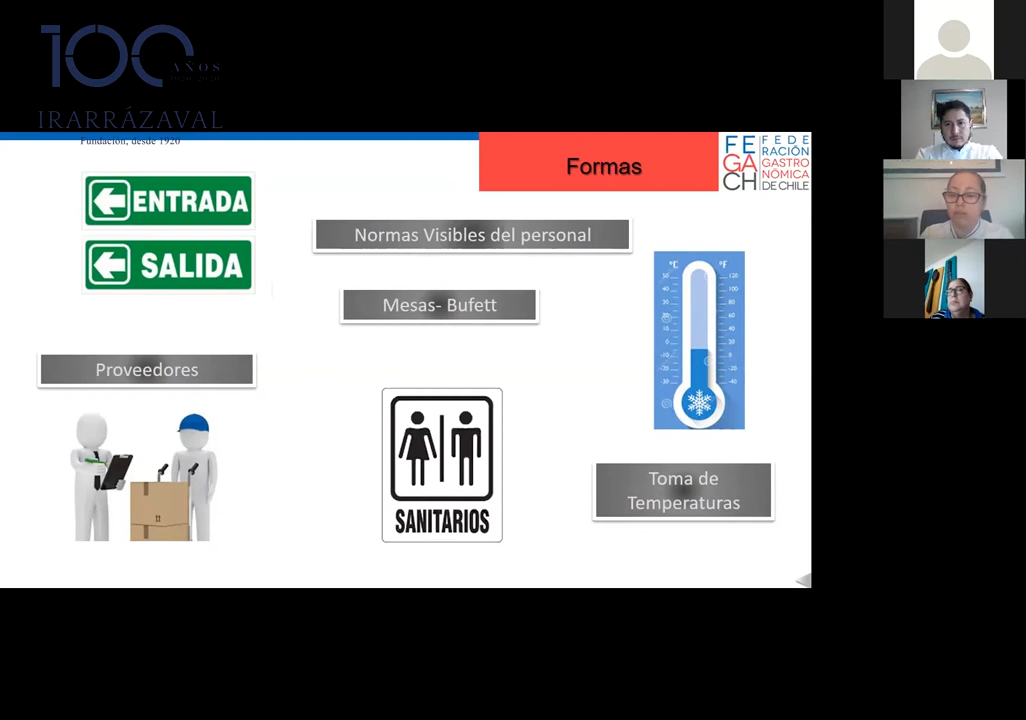 100
AÑOS
IRARRÁZAVAL
Fundación, desde 1920
Formas
FE
GA
CH
FEDE
RACIÓN
GASTRO
NÓMICA
DE CHILE
ENTRADA
SALIDA
Normas Visibles del personal
Mesas- Bufett
Proveedores
SANITARIOS
°C °F
Toma de
Temperaturas